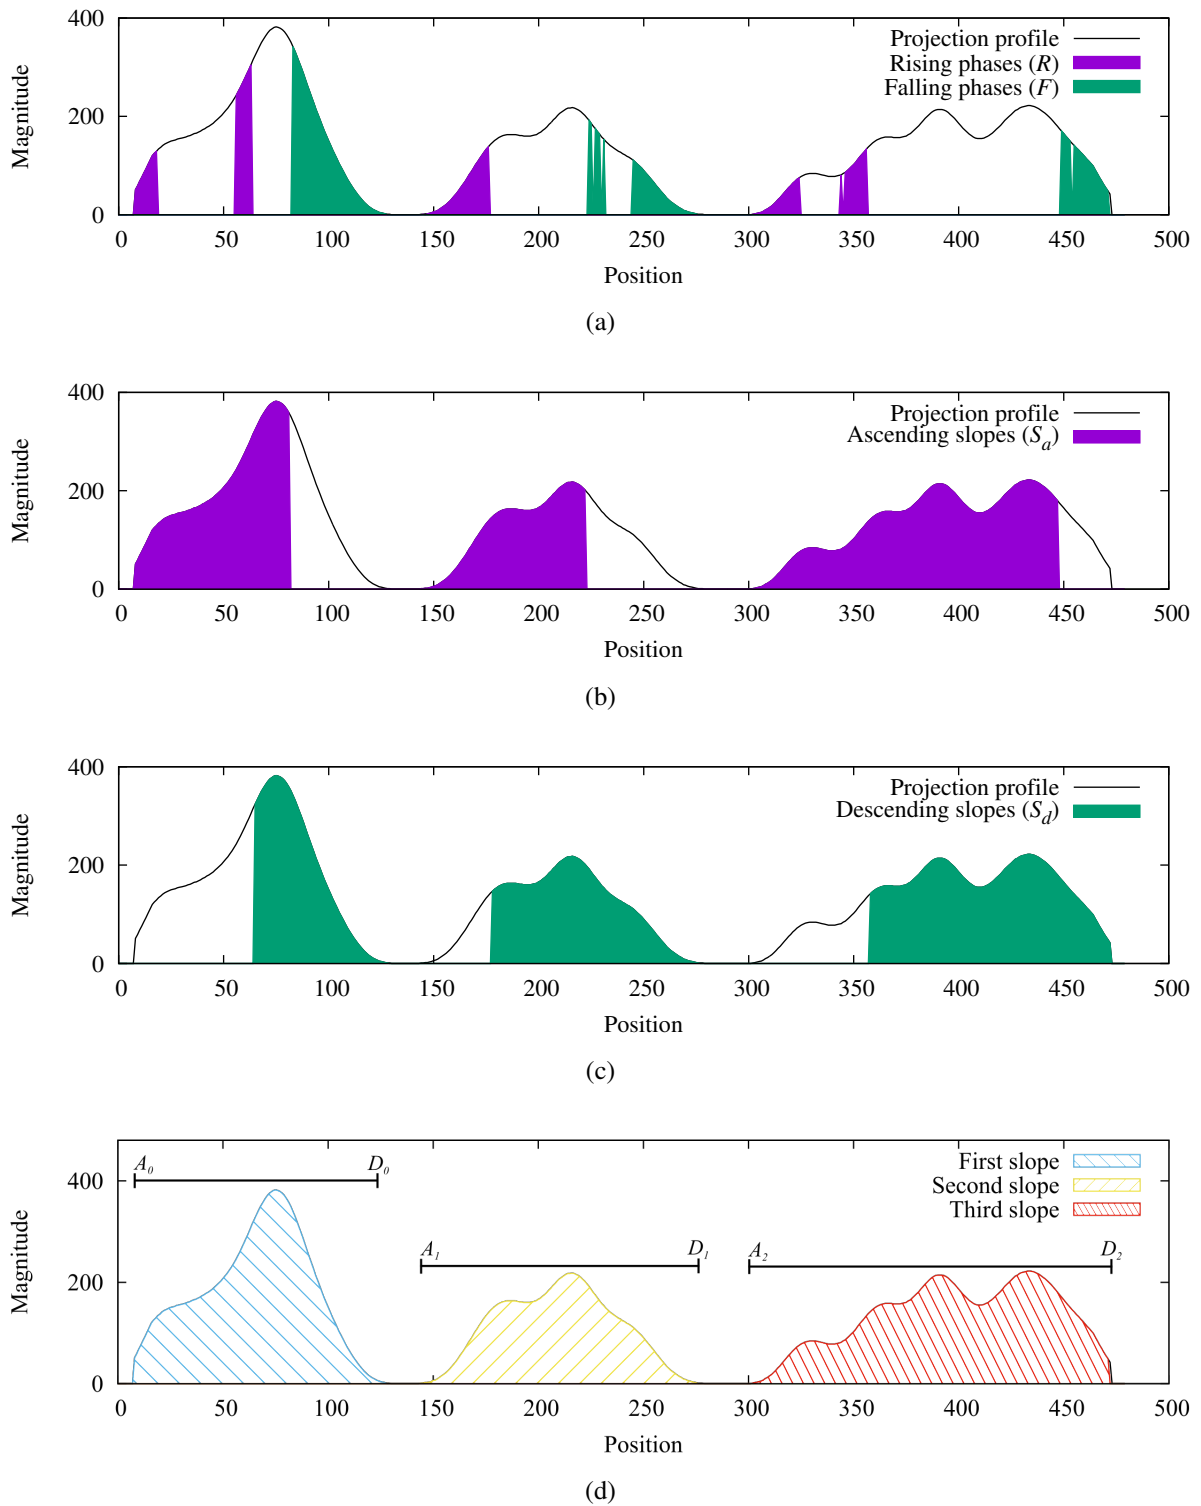 400
Projection profile
Rising phases (R)
Falling phases (F)
200
0
Magnitude
0 50 100 150 200 250 300 350 400 450 500
Position
(a)
400
Projection profile
Ascending slopes (Sa)
200
0
Magnitude
0 50 100 150 200 250 300 350 400 450 500
Position
(b)
400
Projection profile
Descending slopes (Sd)
200
0
Magnitude
0 50 100 150 200 250 300 350 400 450 500
Position
(c)
First slope
Second slope
Third slope
A0 D0
400
A1 D1 A2 D2
200
0
Magnitude
0 50 100 150 200 250 300 350 400 450 500
Position
(d)